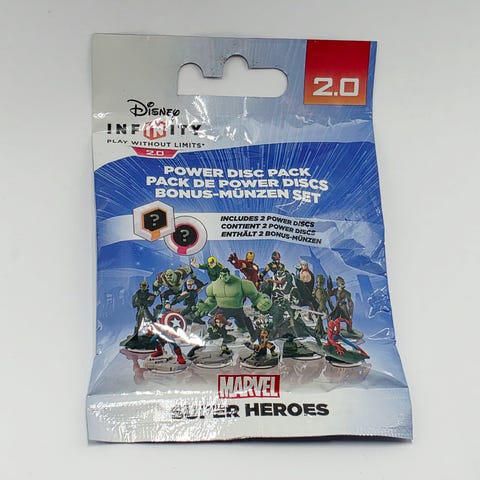 2.0
Disney
INFINITY
PLAY WITHOUT LIMITS
2.0
POWER DISC PACK
PACK DE POWER DISCS
BONUS-MÜNZEN SET
INCLUDES 2 POWER DISCS
CONTIENT 2 POWER DISCS
ENTHÄLT 2 BONUS-MÜNZEN
?
?
MARVEL
SUPER HEROES